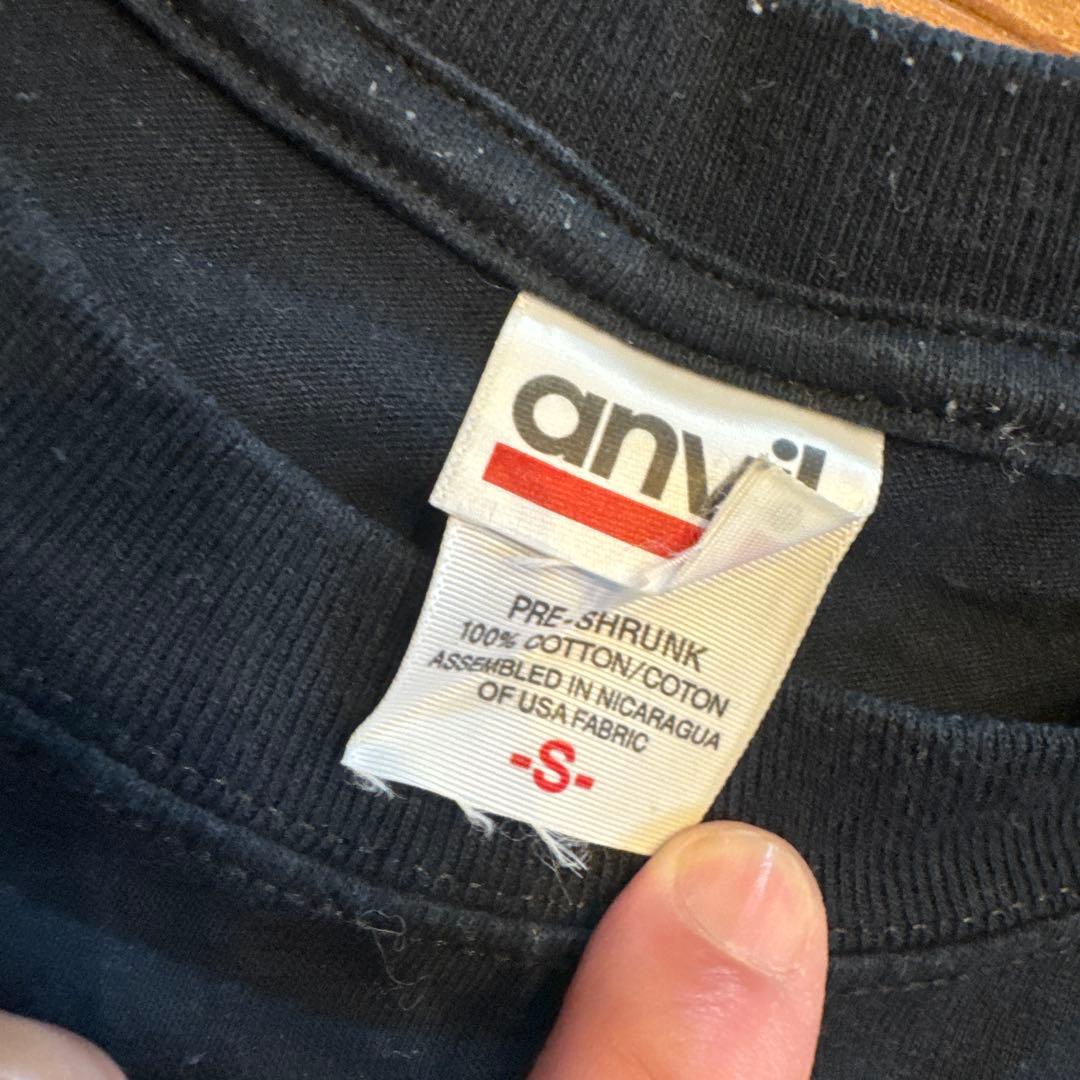 anvil
PRE-SHRUNK
100% COTTON/COTON
ASSEMBLED IN NICARAGUA
OF USA FABRIC
-S-